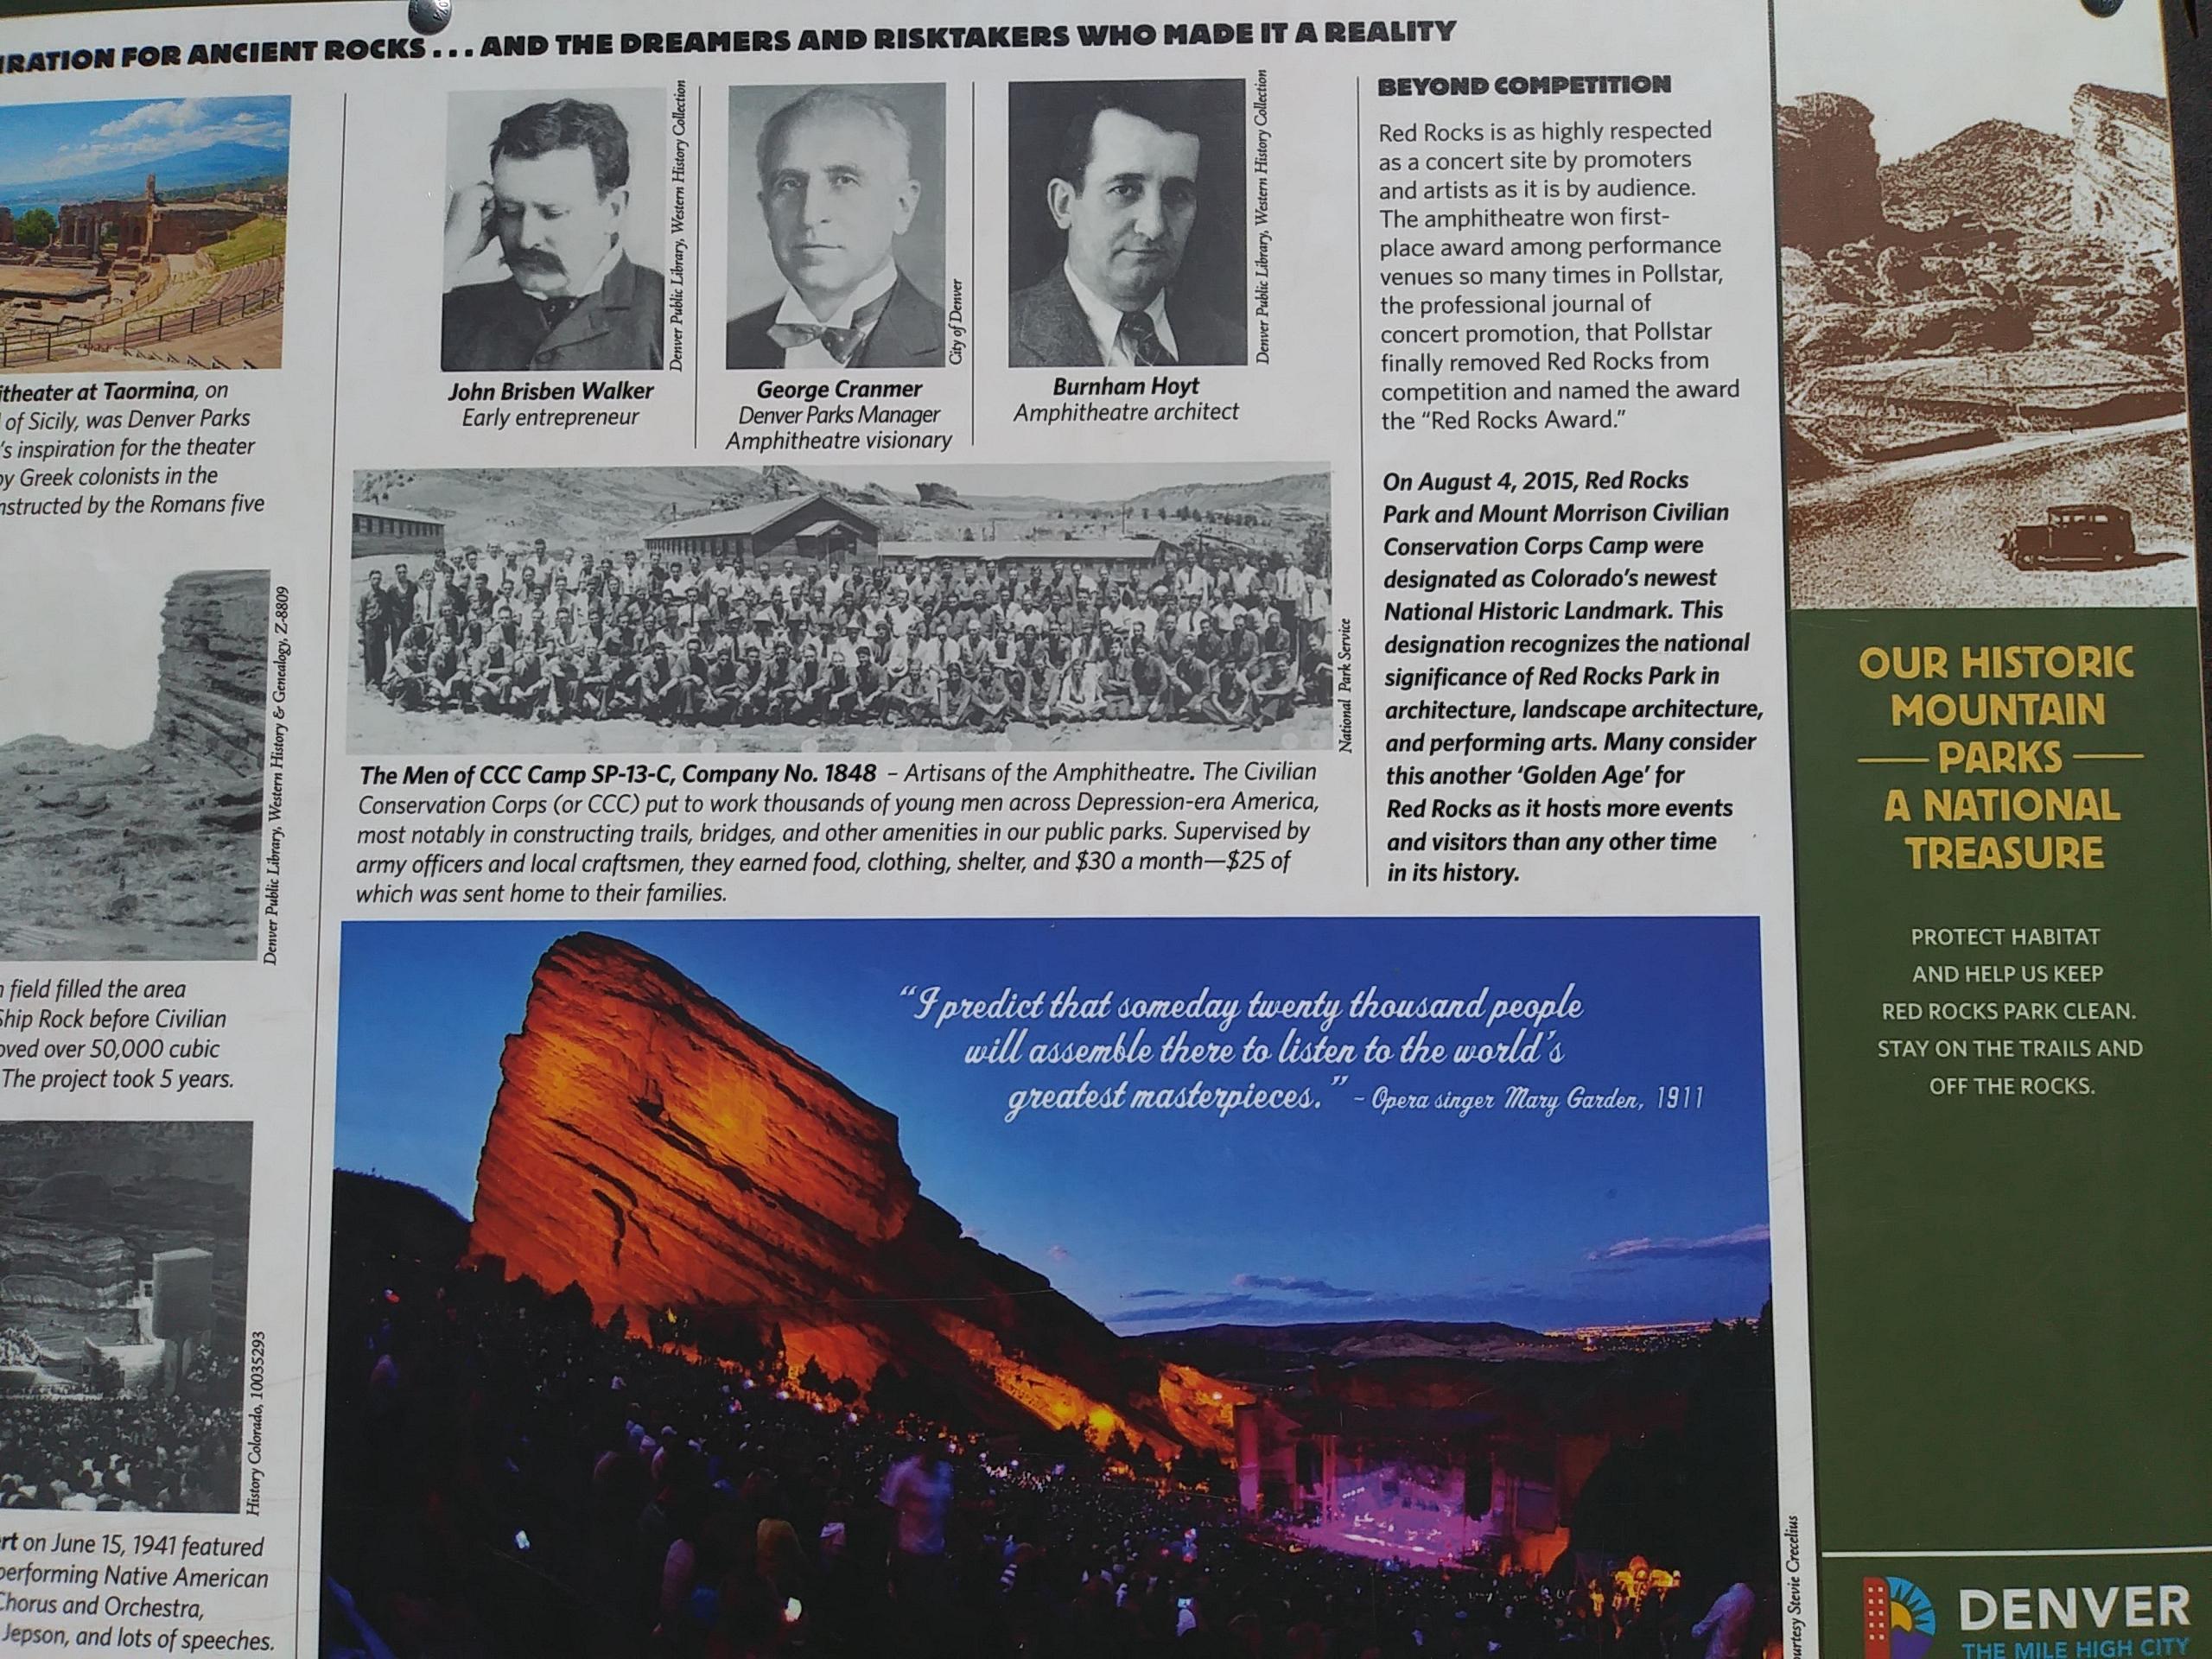 RATION FOR ANCIENT ROCKS . . . AND THE DREAMERS AND RISKTAKERS WHO MADE IT A REALITY
theater at Taormina, on
of Sicily, was Denver Parks
's inspiration for the theater
by Greek colonists in the
nstructed by the Romans five
Denver Public Library, Western History & Genealogy, Z-8809
n field filled the area
Ship Rock before Civilian
oved over 50,000 cubic
The project took 5 years.
History Colorado, 10035293
rt on June 15, 1941 featured
performing Native American
Chorus and Orchestra,
Jepson, and lots of speeches.
Denver Public Library, Western History Collection
John Brisben Walker
Early entrepreneur
City of Denver
George Cranmer
Denver Parks Manager
Amphitheatre visionary
Denver Public Library, Western History Collection
Burnham Hoyt
Amphitheatre architect
National Park Service
The Men of CCC Camp SP-13-C, Company No. 1848 – Artisans of the Amphitheatre. The Civilian
Conservation Corps (or CCC) put to work thousands of young men across Depression-era America,
most notably in constructing trails, bridges, and other amenities in our public parks. Supervised by
army officers and local craftsmen, they earned food, clothing, shelter, and $30 a month—$25 of
which was sent home to their families.
BEYOND COMPETITION
Red Rocks is as highly respected
as a concert site by promoters
and artists as it is by audience.
The amphitheatre won first-
place award among performance
venues so many times in Pollstar,
the professional journal of
concert promotion, that Pollstar
finally removed Red Rocks from
competition and named the award
the "Red Rocks Award."
On August 4, 2015, Red Rocks
Park and Mount Morrison Civilian
Conservation Corps Camp were
designated as Colorado's newest
National Historic Landmark. This
designation recognizes the national
significance of Red Rocks Park in
architecture, landscape architecture,
and performing arts. Many consider
this another 'Golden Age' for
Red Rocks as it hosts more events
and visitors than any other time
in its history.
"I predict that someday twenty thousand people
will assemble there to listen to the world's
greatest masterpieces." – Opera singer Mary Garden, 1911
urtesy Stevie Crecelius
OUR HISTORIC
MOUNTAIN
PARKS
A NATIONAL
TREASURE
PROTECT HABITAT
AND HELP US KEEP
RED ROCKS PARK CLEAN.
STAY ON THE TRAILS AND
OFF THE ROCKS.
DENVER
THE MILE HIGH CITY